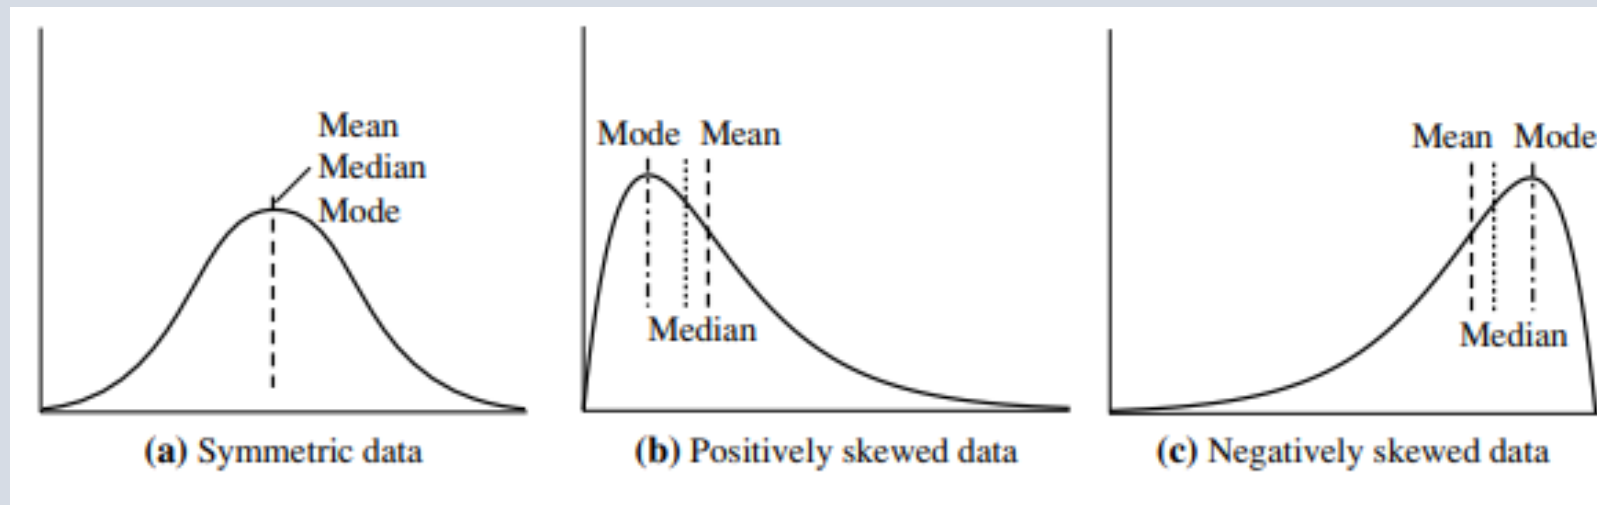 Mean
Median
Mode
(a) Symmetric data
Mode Mean
Median
(b) Positively skewed data
Mean Mode
Median
(c) Negatively skewed data